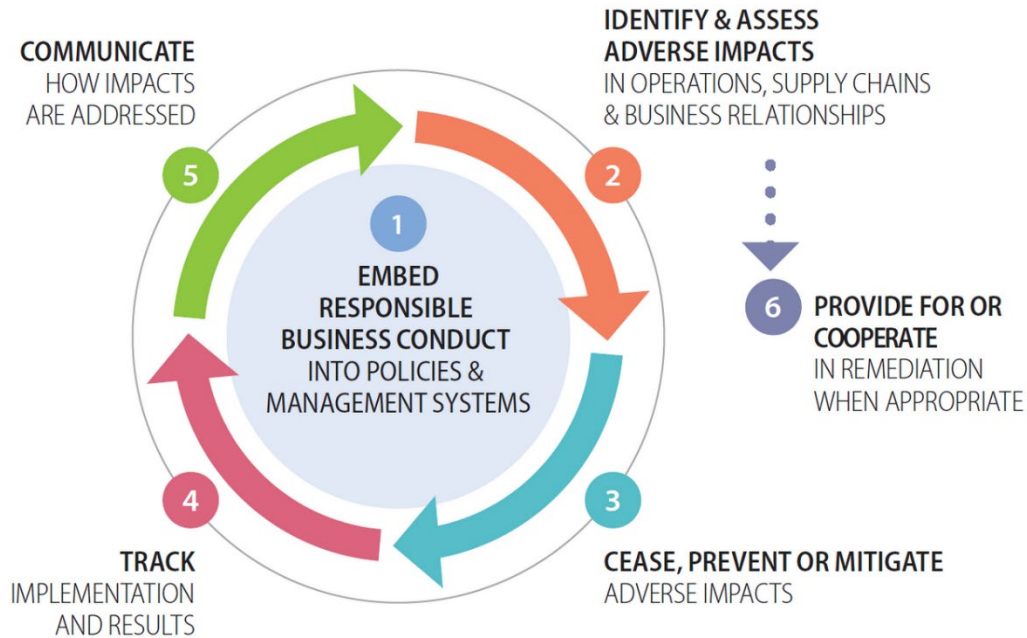 1
EMBED
RESPONSIBLE
BUSINESS CONDUCT
INTO POLICIES &
MANAGEMENT SYSTEMS
IDENTIFY & ASSESS
ADVERSE IMPACTS
IN OPERATIONS, SUPPLY CHAINS
& BUSINESS RELATIONSHIPS
2
3
CEASE, PREVENT OR MITIGATE
ADVERSE IMPACTS
4
TRACK
IMPLEMENTATION
AND RESULTS
COMMUNICATE
HOW IMPACTS
ARE ADDRESSED
5
6
PROVIDE FOR OR
COOPERATE
IN REMEDIATION
WHEN APPROPRIATE